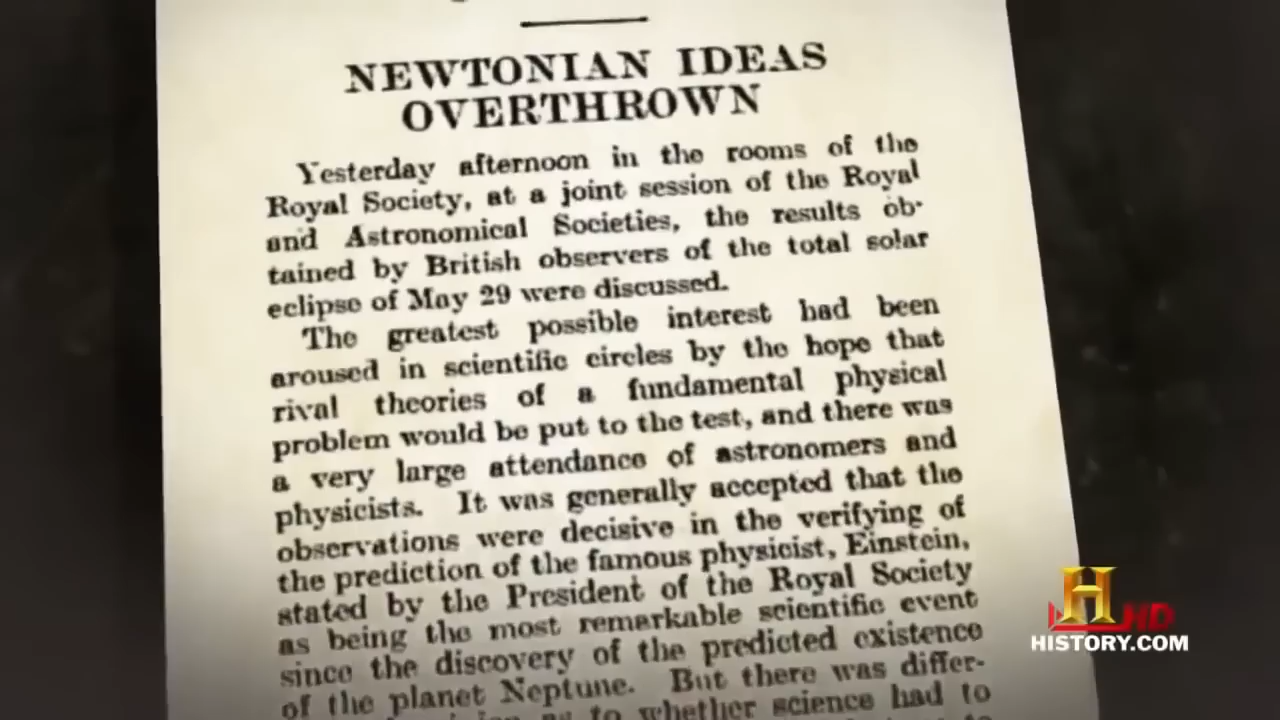 NEWTONIAN IDEAS
OVERTHROWN
Yesterday afternoon in the rooms of the
Royal Society, at a joint session of the Royal
and Astronomical Societies, the results ob-
tained by British observers of the total solar
eclipse of May 29 were discussed.
The greatest possible interest had been
aroused in scientific circles by the hope that
rival theories of a fundamental physical
problem would be put to the test, and there was
a very large attendance of astronomers and
physicists. It was generally accepted that the
observations were decisive in the verifying of
the prediction of the famous physicist, Einstein,
stated by the President of the Royal Society
as being the most remarkable scientific event
since the discovery of the predicted existence
of the planet Neptune. But there was differ-
as to whether science had to
H HD
HISTORY.COM